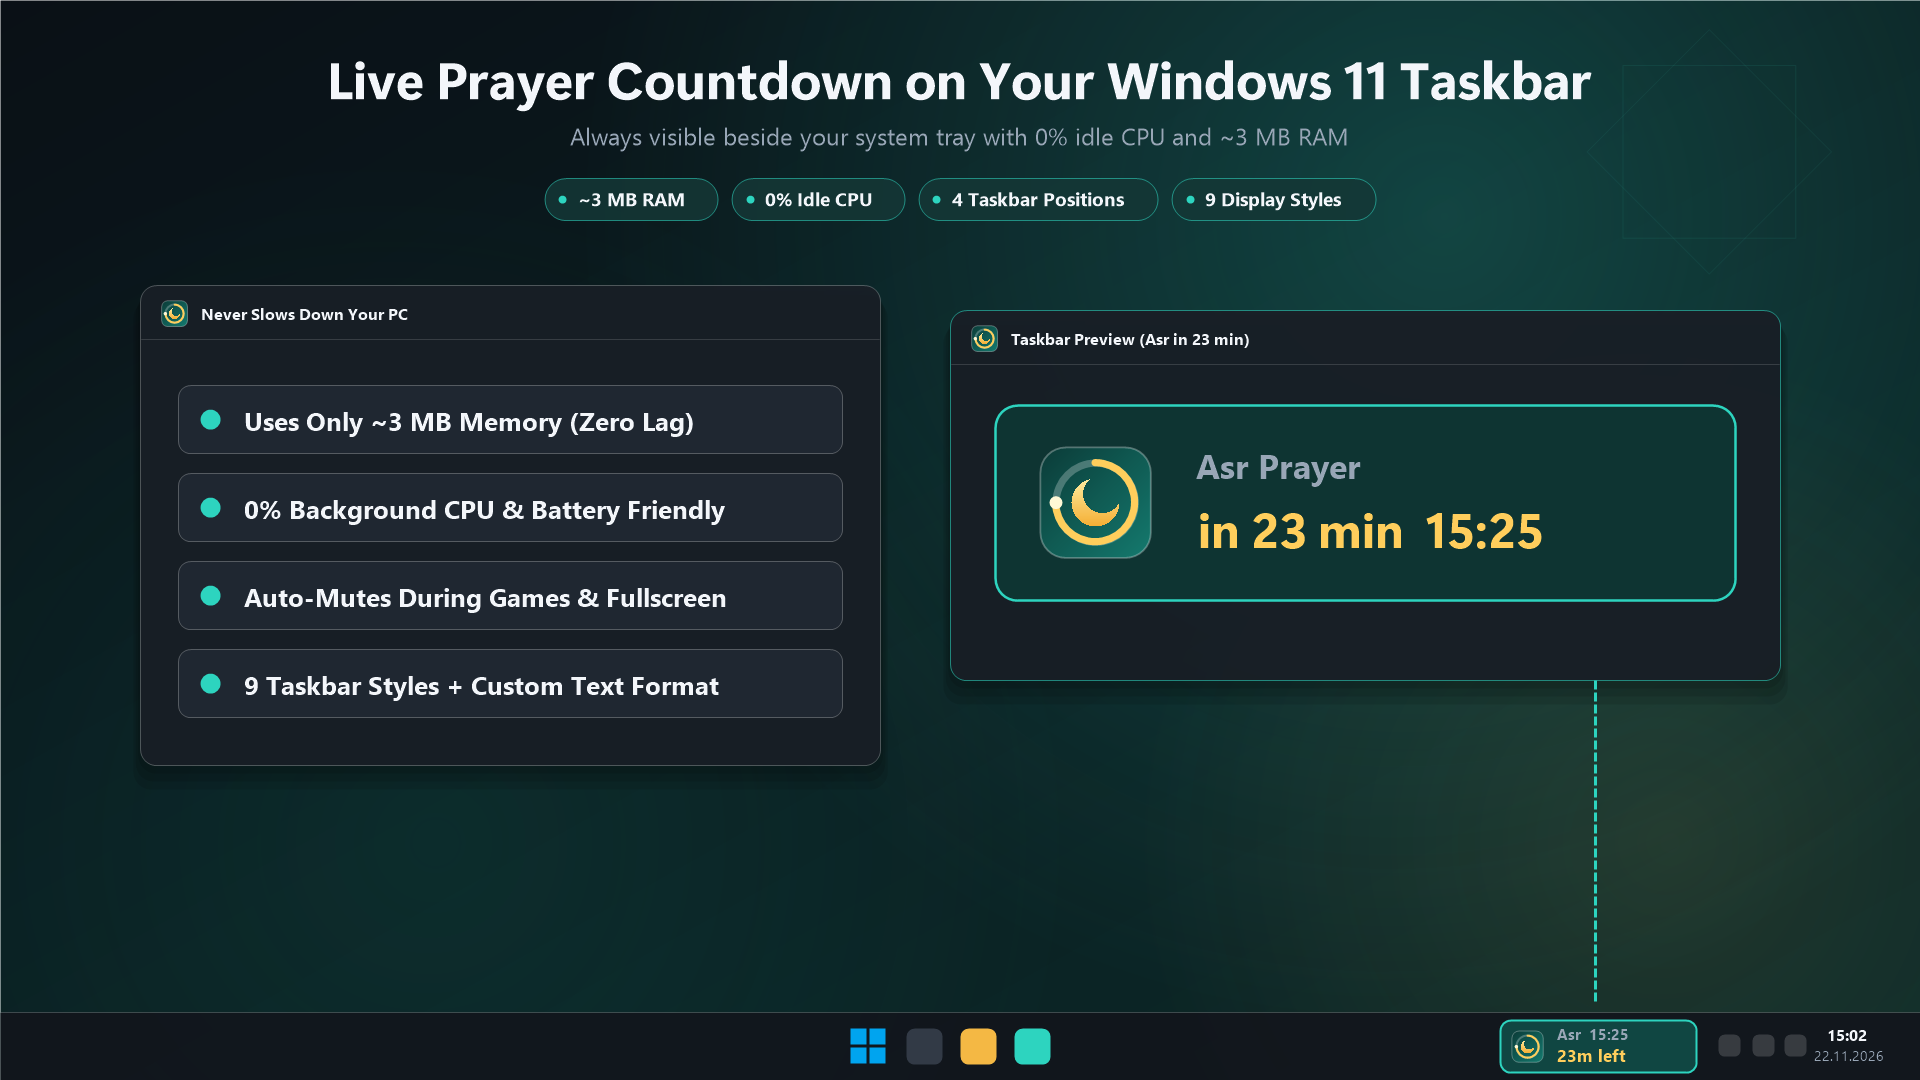 Live Prayer Countdown on Your Windows 11 Taskbar
Always visible beside your system tray with 0% idle CPU and ~3 MB RAM
~3 MB RAM
0% Idle CPU
4 Taskbar Positions
9 Display Styles
Never Slows Down Your PC
Uses Only ~3 MB Memory (Zero Lag)
0% Background CPU & Battery Friendly
Auto-Mutes During Games & Fullscreen
9 Taskbar Styles + Custom Text Format
Taskbar Preview (Asr in 23 min)
Asr Prayer
in 23 min 15:25
Asr 15:25
23m left
15:02
22.11.2026